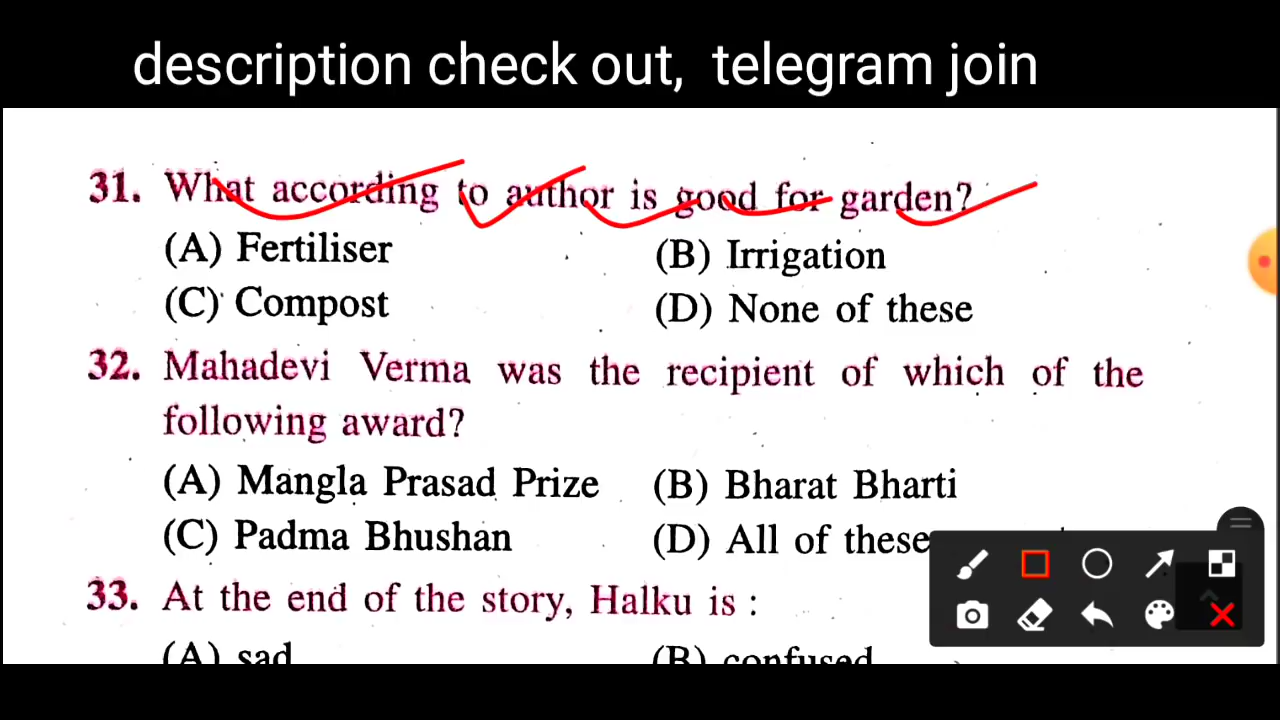 description check out, telegram join
31. What according to author is good for garden?
(A) Fertiliser (B) Irrigation
(C) Compost (D) None of these
32. Mahadevi Verma was the recipient of which of the
following award?
(A) Mangla Prasad Prize (B) Bharat Bharti
(C) Padma Bhushan (D) All of these
33. At the end of the story, Halku is :
(A) sad (B) confused